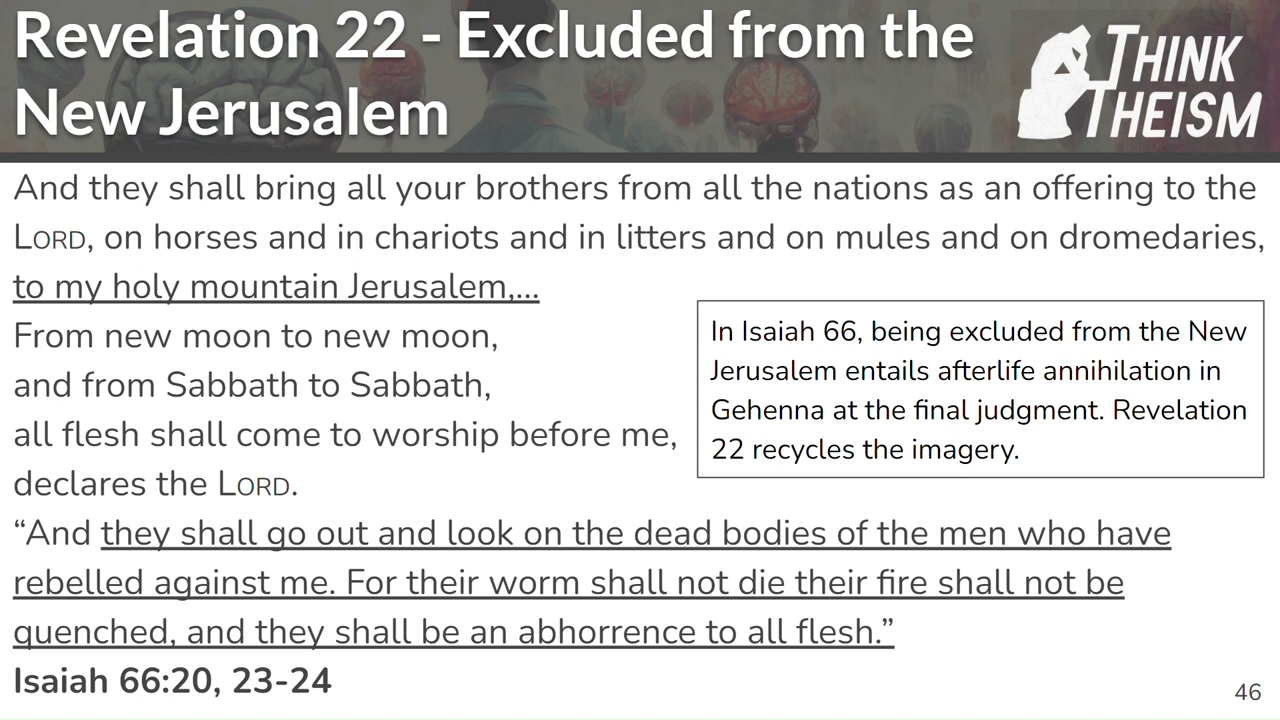 Revelation 22 - Excluded from the
New Jerusalem
THINK
THEISM
And they shall bring all your brothers from all the nations as an offering to the
LORD, on horses and in chariots and in litters and on mules and on dromedaries,
to my holy mountain Jerusalem,...
From new moon to new moon,
and from Sabbath to Sabbath,
all flesh shall come to worship before me,
declares the LORD.
In Isaiah 66, being excluded from the New
Jerusalem entails afterlife annihilation in
Gehenna at the final judgment. Revelation
22 recycles the imagery.
“And they shall go out and look on the dead bodies of the men who have
rebelled against me. For their worm shall not die their fire shall not be
quenched, and they shall be an abhorrence to all flesh.”
Isaiah 66:20, 23-24
46